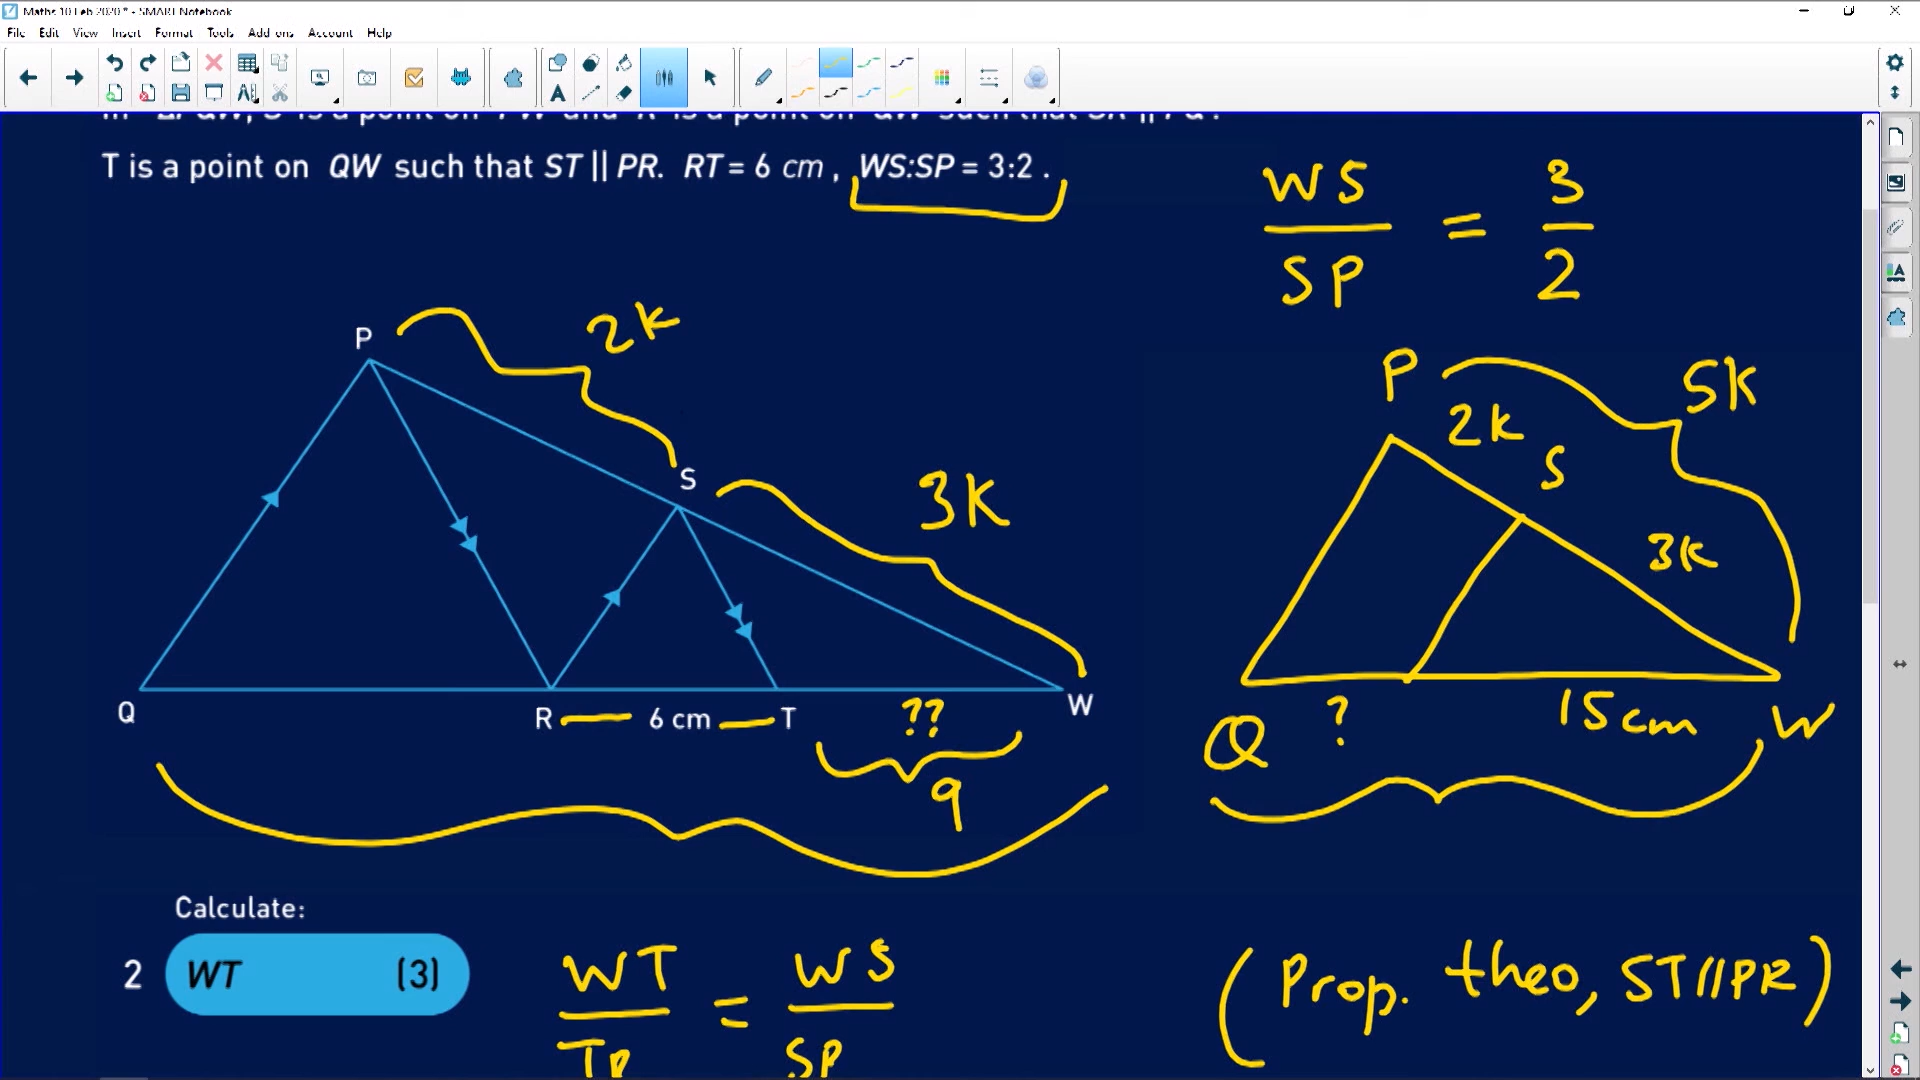 Maths 10 Feb 2020 * - SMART Notebook
File Edit View Insert Format Tools Add-ons Account Help
T is a point on QW such that ST || PR. RT = 6 cm , WS:SP = 3:2 .
WS
SP
=
3
2
P
2K
S
3K
Q
R
6 cm
T
W
??
9
P
5K
2K
S
3K
Q
?
15cm
W
Calculate:
2 WT (3)
WT
TR
=
WS
SP
(Prop. theo, ST//PR)